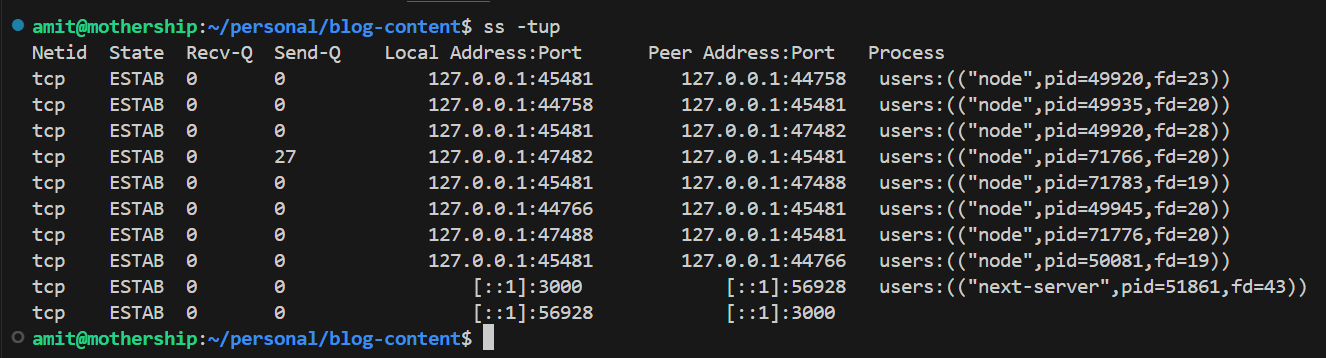 amit@mothership:~/personal/blog-content$ ss -tup
Netid State Recv-Q Send-Q Local Address:Port Peer Address:Port Process
tcp ESTAB 0 0 127.0.0.1:45481 127.0.0.1:44758 users:(("node",pid=49920,fd=23))
tcp ESTAB 0 0 127.0.0.1:44758 127.0.0.1:45481 users:(("node",pid=49935,fd=20))
tcp ESTAB 0 0 127.0.0.1:45481 127.0.0.1:47482 users:(("node",pid=49920,fd=28))
tcp ESTAB 0 27 127.0.0.1:47482 127.0.0.1:45481 users:(("node",pid=71766,fd=20))
tcp ESTAB 0 0 127.0.0.1:45481 127.0.0.1:47488 users:(("node",pid=71783,fd=19))
tcp ESTAB 0 0 127.0.0.1:44766 127.0.0.1:45481 users:(("node",pid=49945,fd=20))
tcp ESTAB 0 0 127.0.0.1:47488 127.0.0.1:45481 users:(("node",pid=71776,fd=20))
tcp ESTAB 0 0 127.0.0.1:45481 127.0.0.1:44766 users:(("node",pid=50081,fd=19))
tcp ESTAB 0 0 [::1]:3000 [::1]:56928 users:(("next-server",pid=51861,fd=43))
tcp ESTAB 0 0 [::1]:56928 [::1]:3000
amit@mothership:~/personal/blog-content$